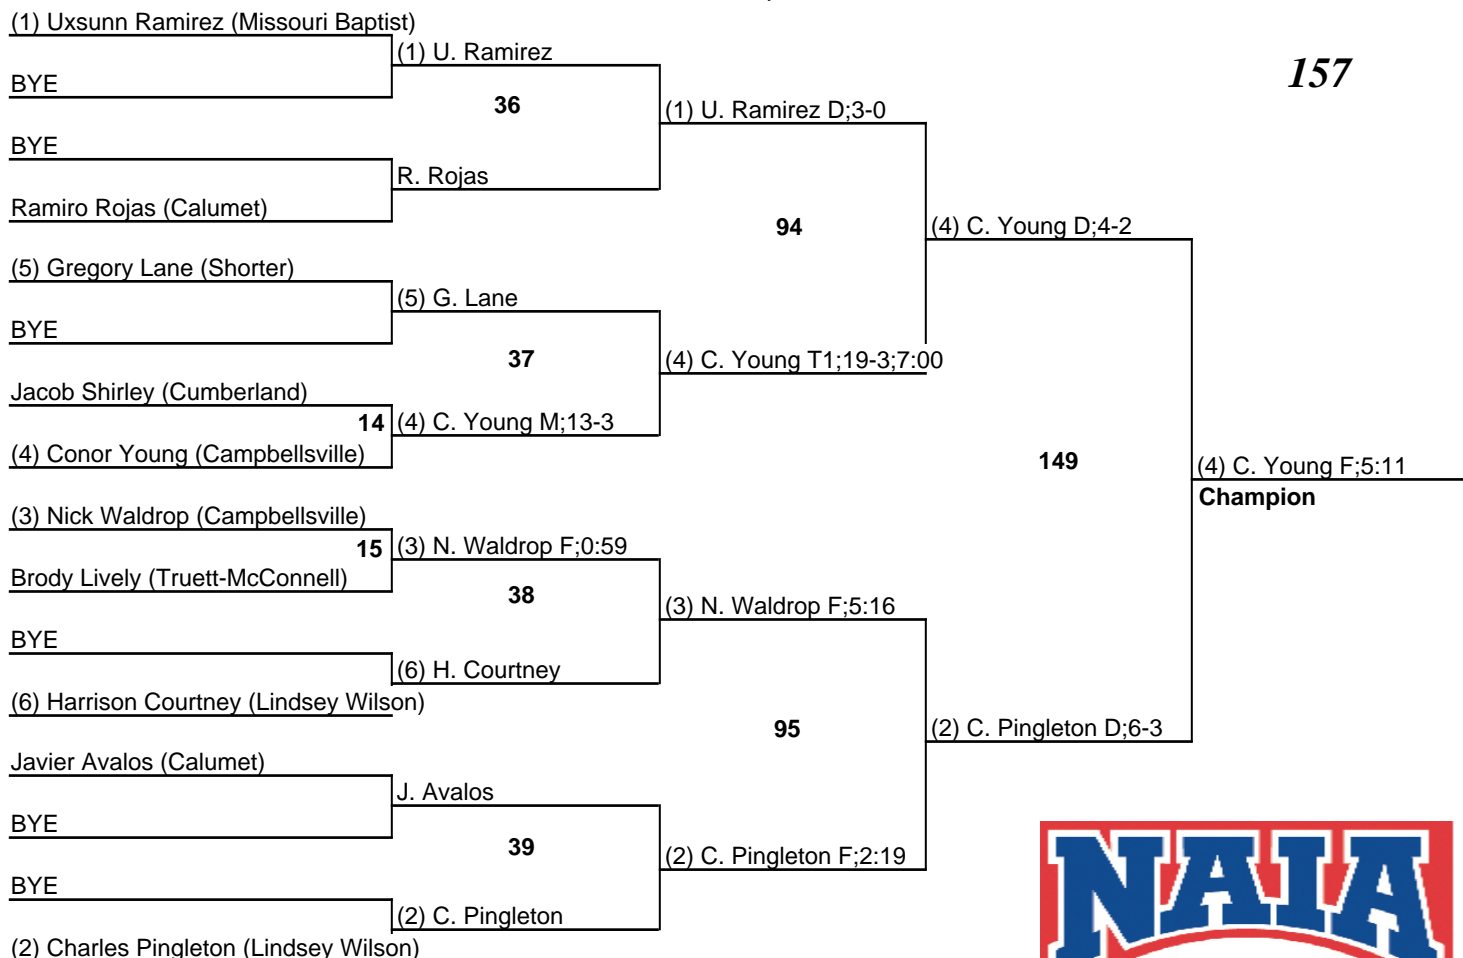 (1) Uxsunn Ramirez (Missouri Baptist)
(1) U. Ramirez
157
BYE
36
(1) U. Ramirez D;3-0
BYE
R. Rojas
Ramiro Rojas (Calumet)
94
(4) C. Young D;4-2
(5) Gregory Lane (Shorter)
(5) G. Lane
BYE
37
(4) C. Young T1;19-3;7:00
Jacob Shirley (Cumberland)
14
(4) C. Young M;13-3
(4) Conor Young (Campbellsville)
149
(4) C. Young F;5:11
Champion
(3) Nick Waldrop (Campbellsville)
15
(3) N. Waldrop F;0:59
Brody Lively (Truett-McConnell)
38
(3) N. Waldrop F;5:16
BYE
(6) H. Courtney
(6) Harrison Courtney (Lindsey Wilson)
95
(2) C. Pingleton D;6-3
Javier Avalos (Calumet)
J. Avalos
BYE
39
(2) C. Pingleton F;2:19
BYE
(2) C. Pingleton
(2) Charles Pingleton (Lindsey Wilson)
NAIA